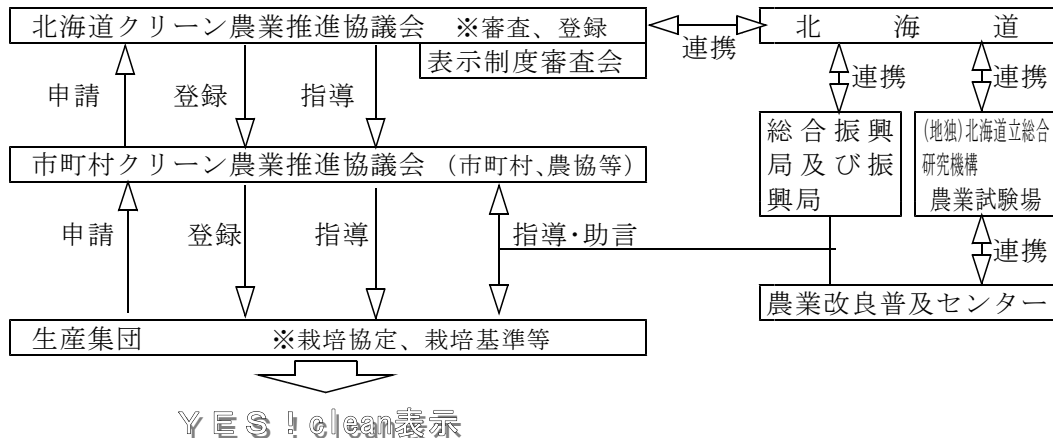 北海道クリーン農業推進協議会 ※審査、登録
表示制度審査会
連携
北海道
申請
登録
指導
連携
連携
総合振興
局及び振
興局
(地独)北海道立総合
研究機構
農業試験場
市町村クリーン農業推進協議会 (市町村、農協等)
申請
登録
指導
指導・助言
連携
農業改良普及センター
生産集団 ※栽培協定、栽培基準等
YES!clean表示